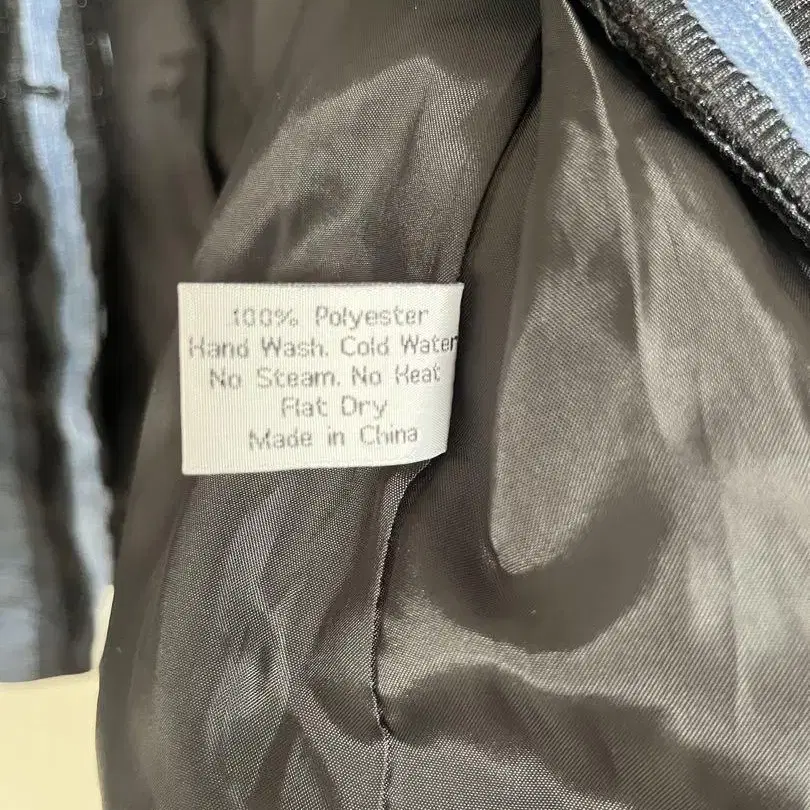 100% Polyester
Hand Wash. Cold Water
No Steam. No Heat
Flat Dry
Made in China